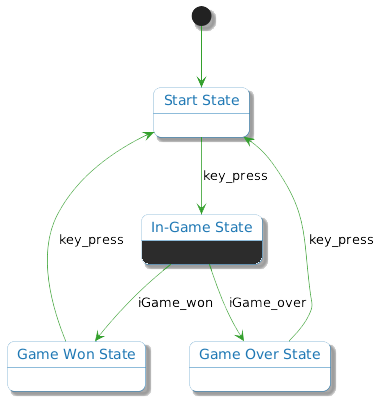 Start State
key_press
In-Game State
key_press
key_press
iGame_won
iGame_over
Game Won State
Game Over State